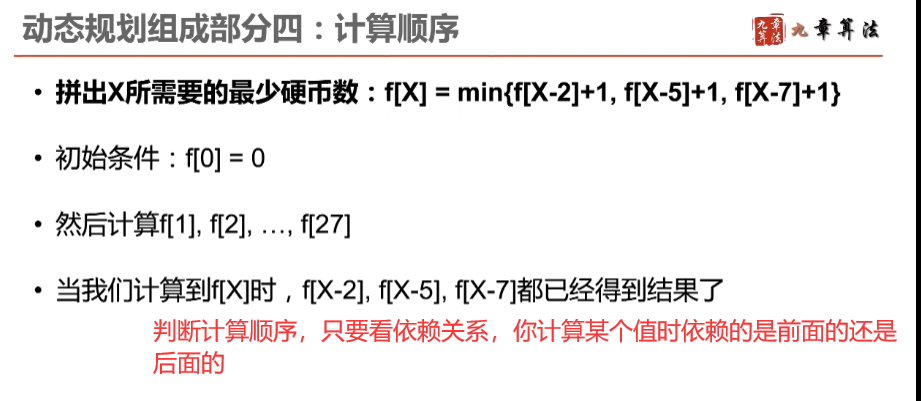 动态规划组成部分四：计算顺序
九章算法 九章算法
• 拼出X所需要的最少硬币数：f[X] = min{f[X-2]+1, f[X-5]+1, f[X-7]+1}
• 初始条件：f[0] = 0
• 然后计算f[1], f[2], …, f[27]
• 当我们计算到f[X]时，f[X-2], f[X-5], f[X-7]都已经得到结果了
判断计算顺序，只要看依赖关系，你计算某个值时依赖的是前面的还是
后面的